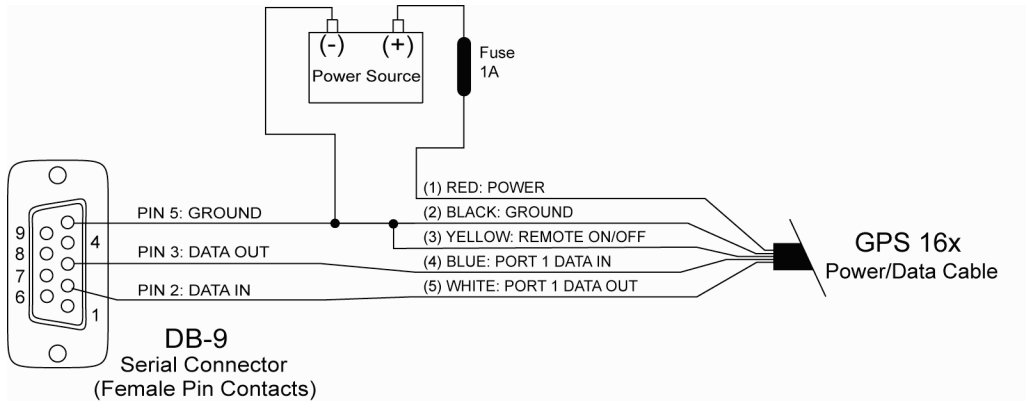 (-) (+)
Power Source
Fuse
1A
(1) RED: POWER
PIN 5: GROUND
(2) BLACK: GROUND
(3) YELLOW: REMOTE ON/OFF
PIN 3: DATA OUT
(4) BLUE: PORT 1 DATA IN
PIN 2: DATA IN
(5) WHITE: PORT 1 DATA OUT
9
8
7
6
4
1
GPS 16x
Power/Data Cable
DB-9
Serial Connector
(Female Pin Contacts)